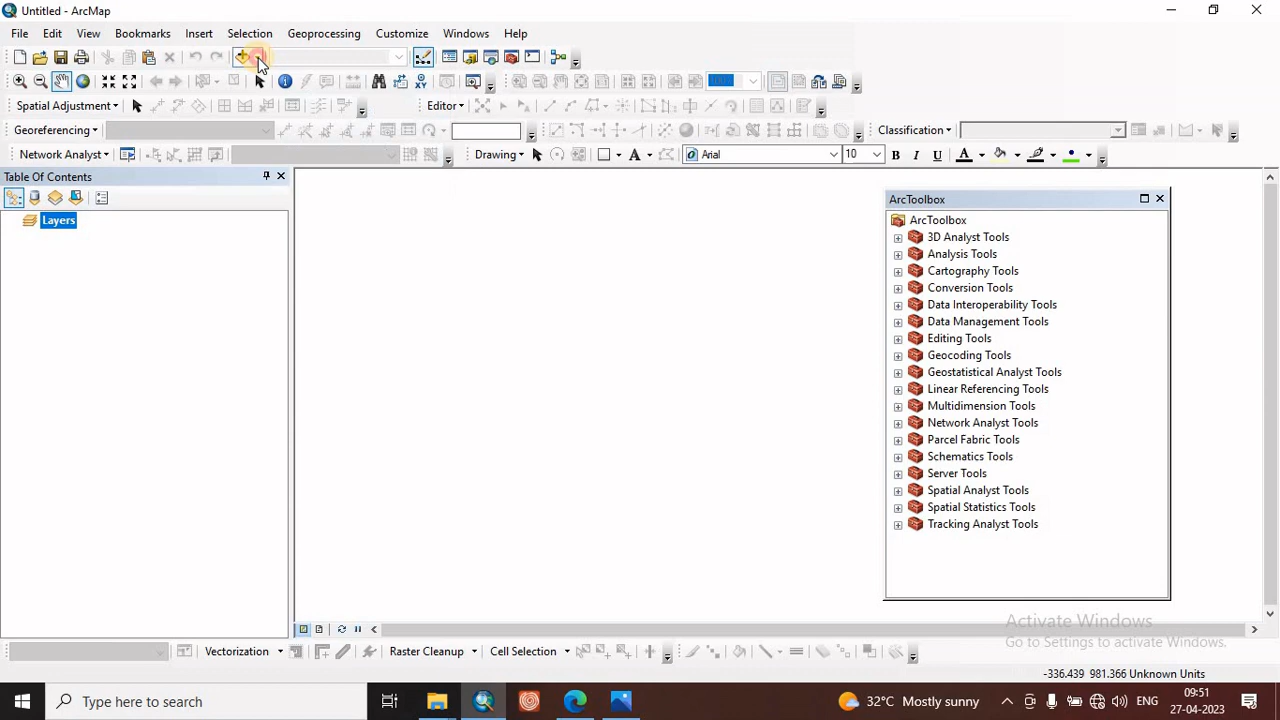 Untitled - ArcMap
File Edit View Bookmarks Insert Selection Geoprocessing Customize Windows Help
Spatial Adjustment Editor
Georeferencing Classification
Network Analyst Drawing A Arial 10 B I U A
Table Of Contents
Layers
ArcToolbox
ArcToolbox
3D Analyst Tools
Analysis Tools
Cartography Tools
Conversion Tools
Data Interoperability Tools
Data Management Tools
Editing Tools
Geocoding Tools
Geostatistical Analyst Tools
Linear Referencing Tools
Multidimension Tools
Network Analyst Tools
Parcel Fabric Tools
Schematics Tools
Server Tools
Spatial Analyst Tools
Spatial Statistics Tools
Tracking Analyst Tools
Activate Windows
Go to Settings to activate Windows.
Vectorization Raster Cleanup Cell Selection
-336.439 981.366 Unknown Units
Type here to search
32°C Mostly sunny
ENG
09:51
27-04-2023